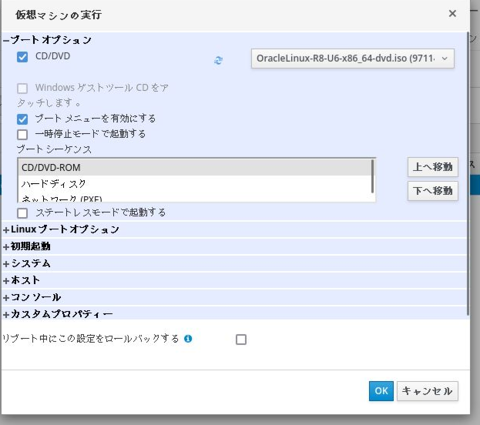 仮想マシンの実行
ブートオプション
CD/DVD
OracleLinux-R8-U6-x86_64-dvd.iso (9711-
Windows ゲストツール CD をア
タッチします 。
ブート メニューを有効にする
一時停止モードで起動する
ブート シーケンス
CD/DVD-ROM
ハードディスク
ネットワーク (PXE)
上へ移動
下へ移動
ステートレスモードで起動する
+Linuxブートオプション
+初期起動
+システム
+ホスト
+コンソール
+カスタムプロパティー
リブート中にこの設定をロールバックする
OK
キャンセル